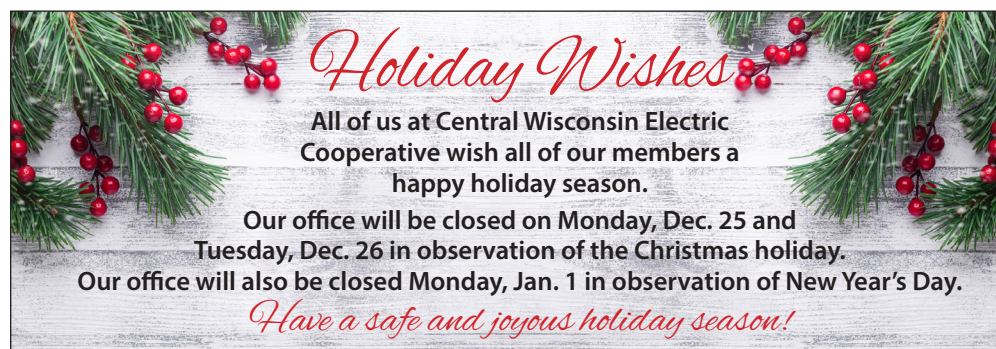 Holiday Wishes
All of us at Central Wisconsin Electric
Cooperative wish all of our members a
happy holiday season.
Our office will be closed on Monday, Dec. 25 and
Tuesday, Dec. 26 in observation of the Christmas holiday.
Our office will also be closed Monday, Jan. 1 in observation of New Year’s Day.
Have a safe and joyous holiday season!